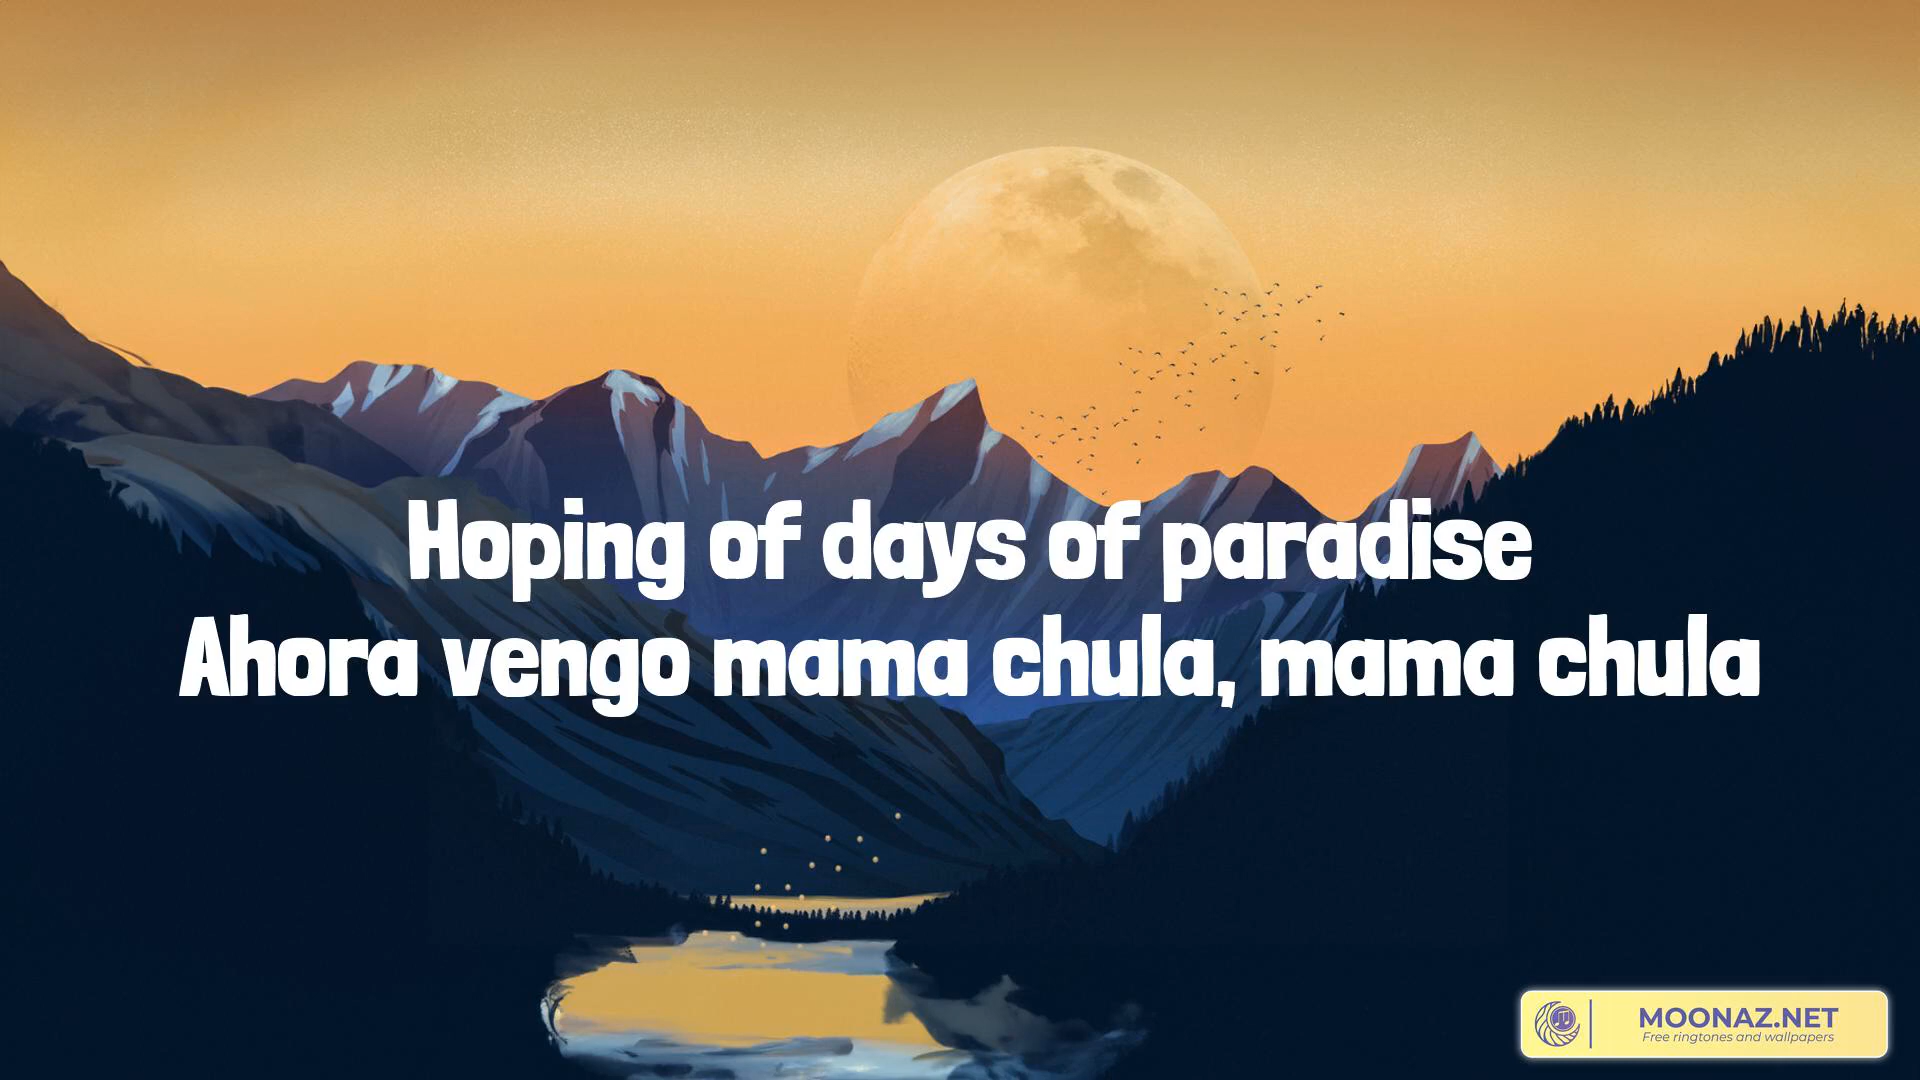 Hoping of days of paradise
Ahora vengo mama chula, mama chula
MOONAZ.NET
Free ringtones and wallpapers